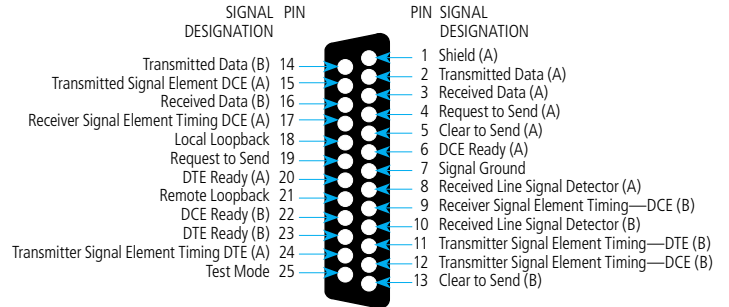 SIGNAL PIN
DESIGNATION
Transmitted Data (B) 14
Transmitted Signal Element DCE (A) 15
Received Data (B) 16
Receiver Signal Element Timing DCE (A) 17
Local Loopback 18
Request to Send 19
DTE Ready (A) 20
Remote Loopback 21
DCE Ready (B) 22
DTE Ready (B) 23
Transmitter Signal Element Timing DTE (A) 24
Test Mode 25
PIN SIGNAL
DESIGNATION
1 Shield (A)
2 Transmitted Data (A)
3 Received Data (A)
4 Request to Send (A)
5 Clear to Send (A)
6 DCE Ready (A)
7 Signal Ground
8 Received Line Signal Detector (A)
9 Receiver Signal Element Timing—DCE (B)
10 Received Line Signal Detector (B)
11 Transmitter Signal Element Timing—DTE (B)
12 Transmitter Signal Element Timing—DCE (B)
13 Clear to Send (B)